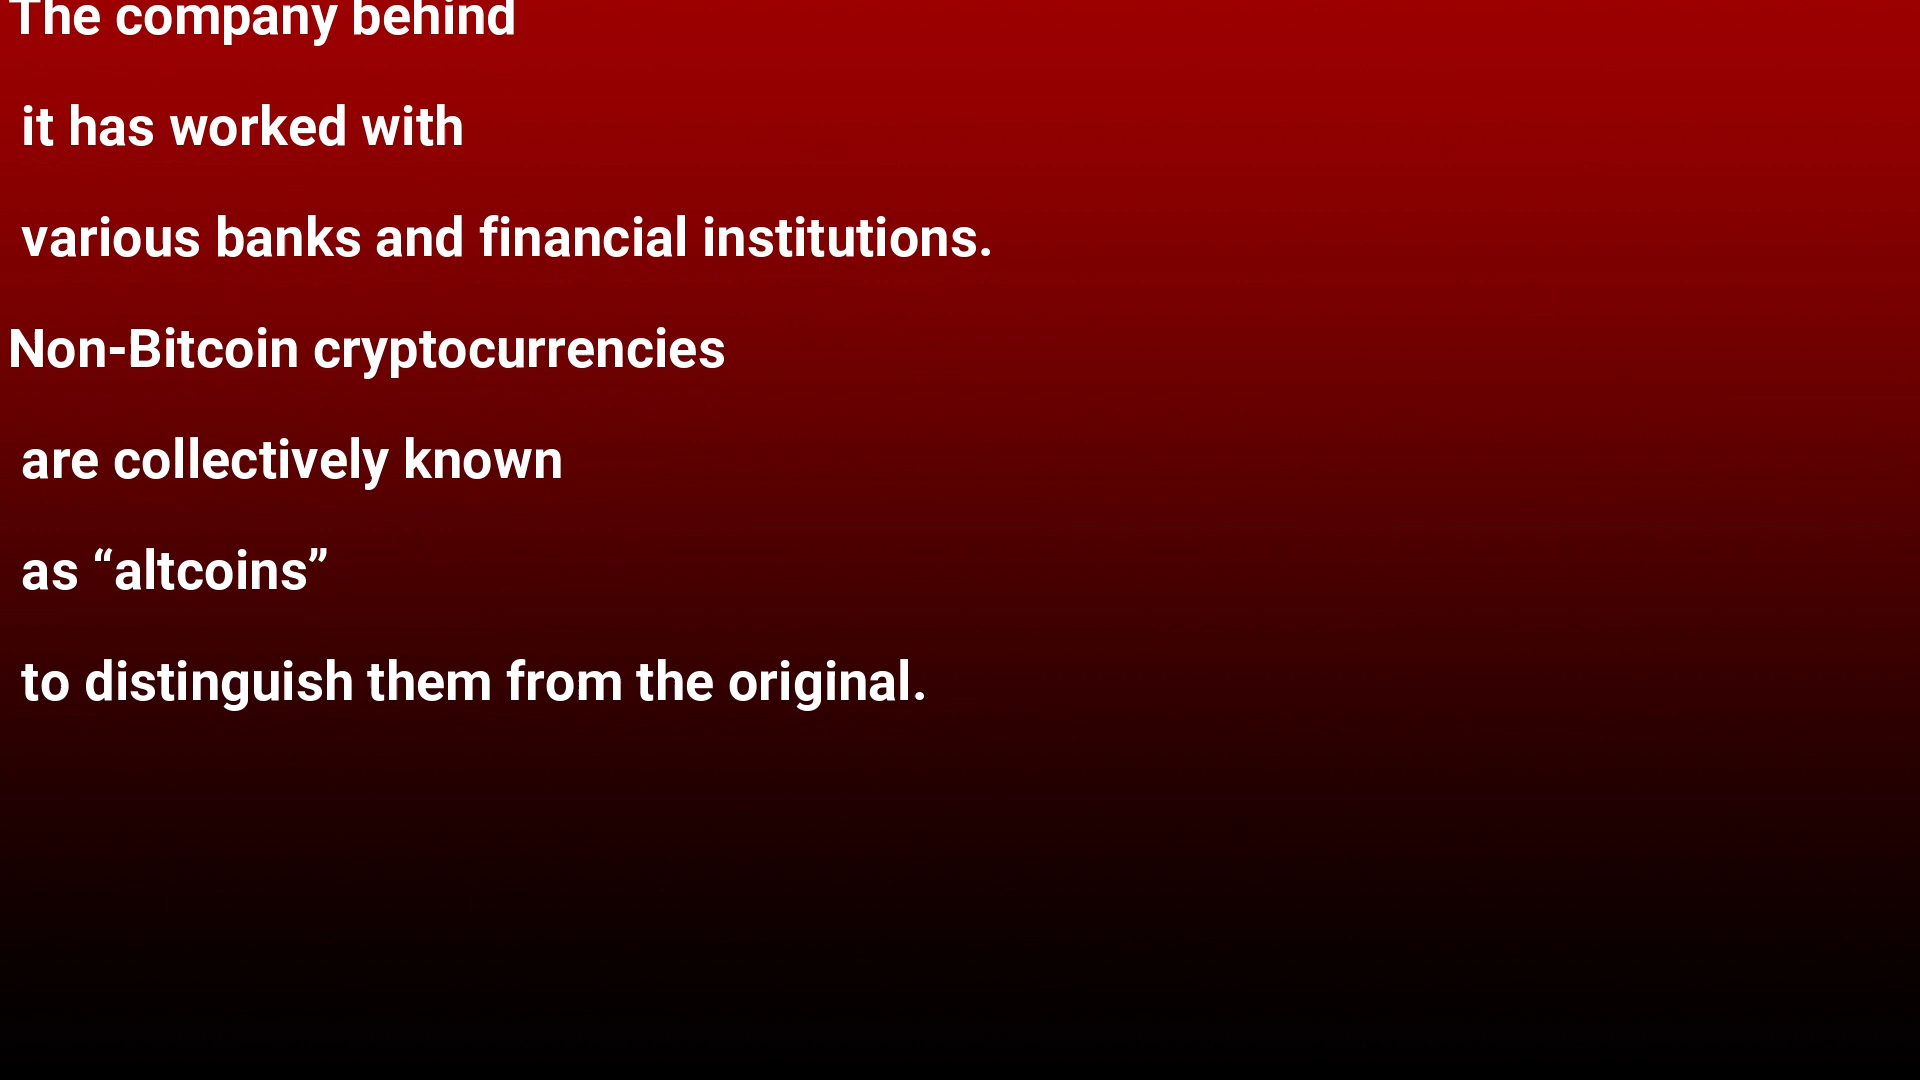 The company behind
it has worked with
various banks and financial institutions.
Non-Bitcoin cryptocurrencies
are collectively known
as “altcoins”
to distinguish them from the original.